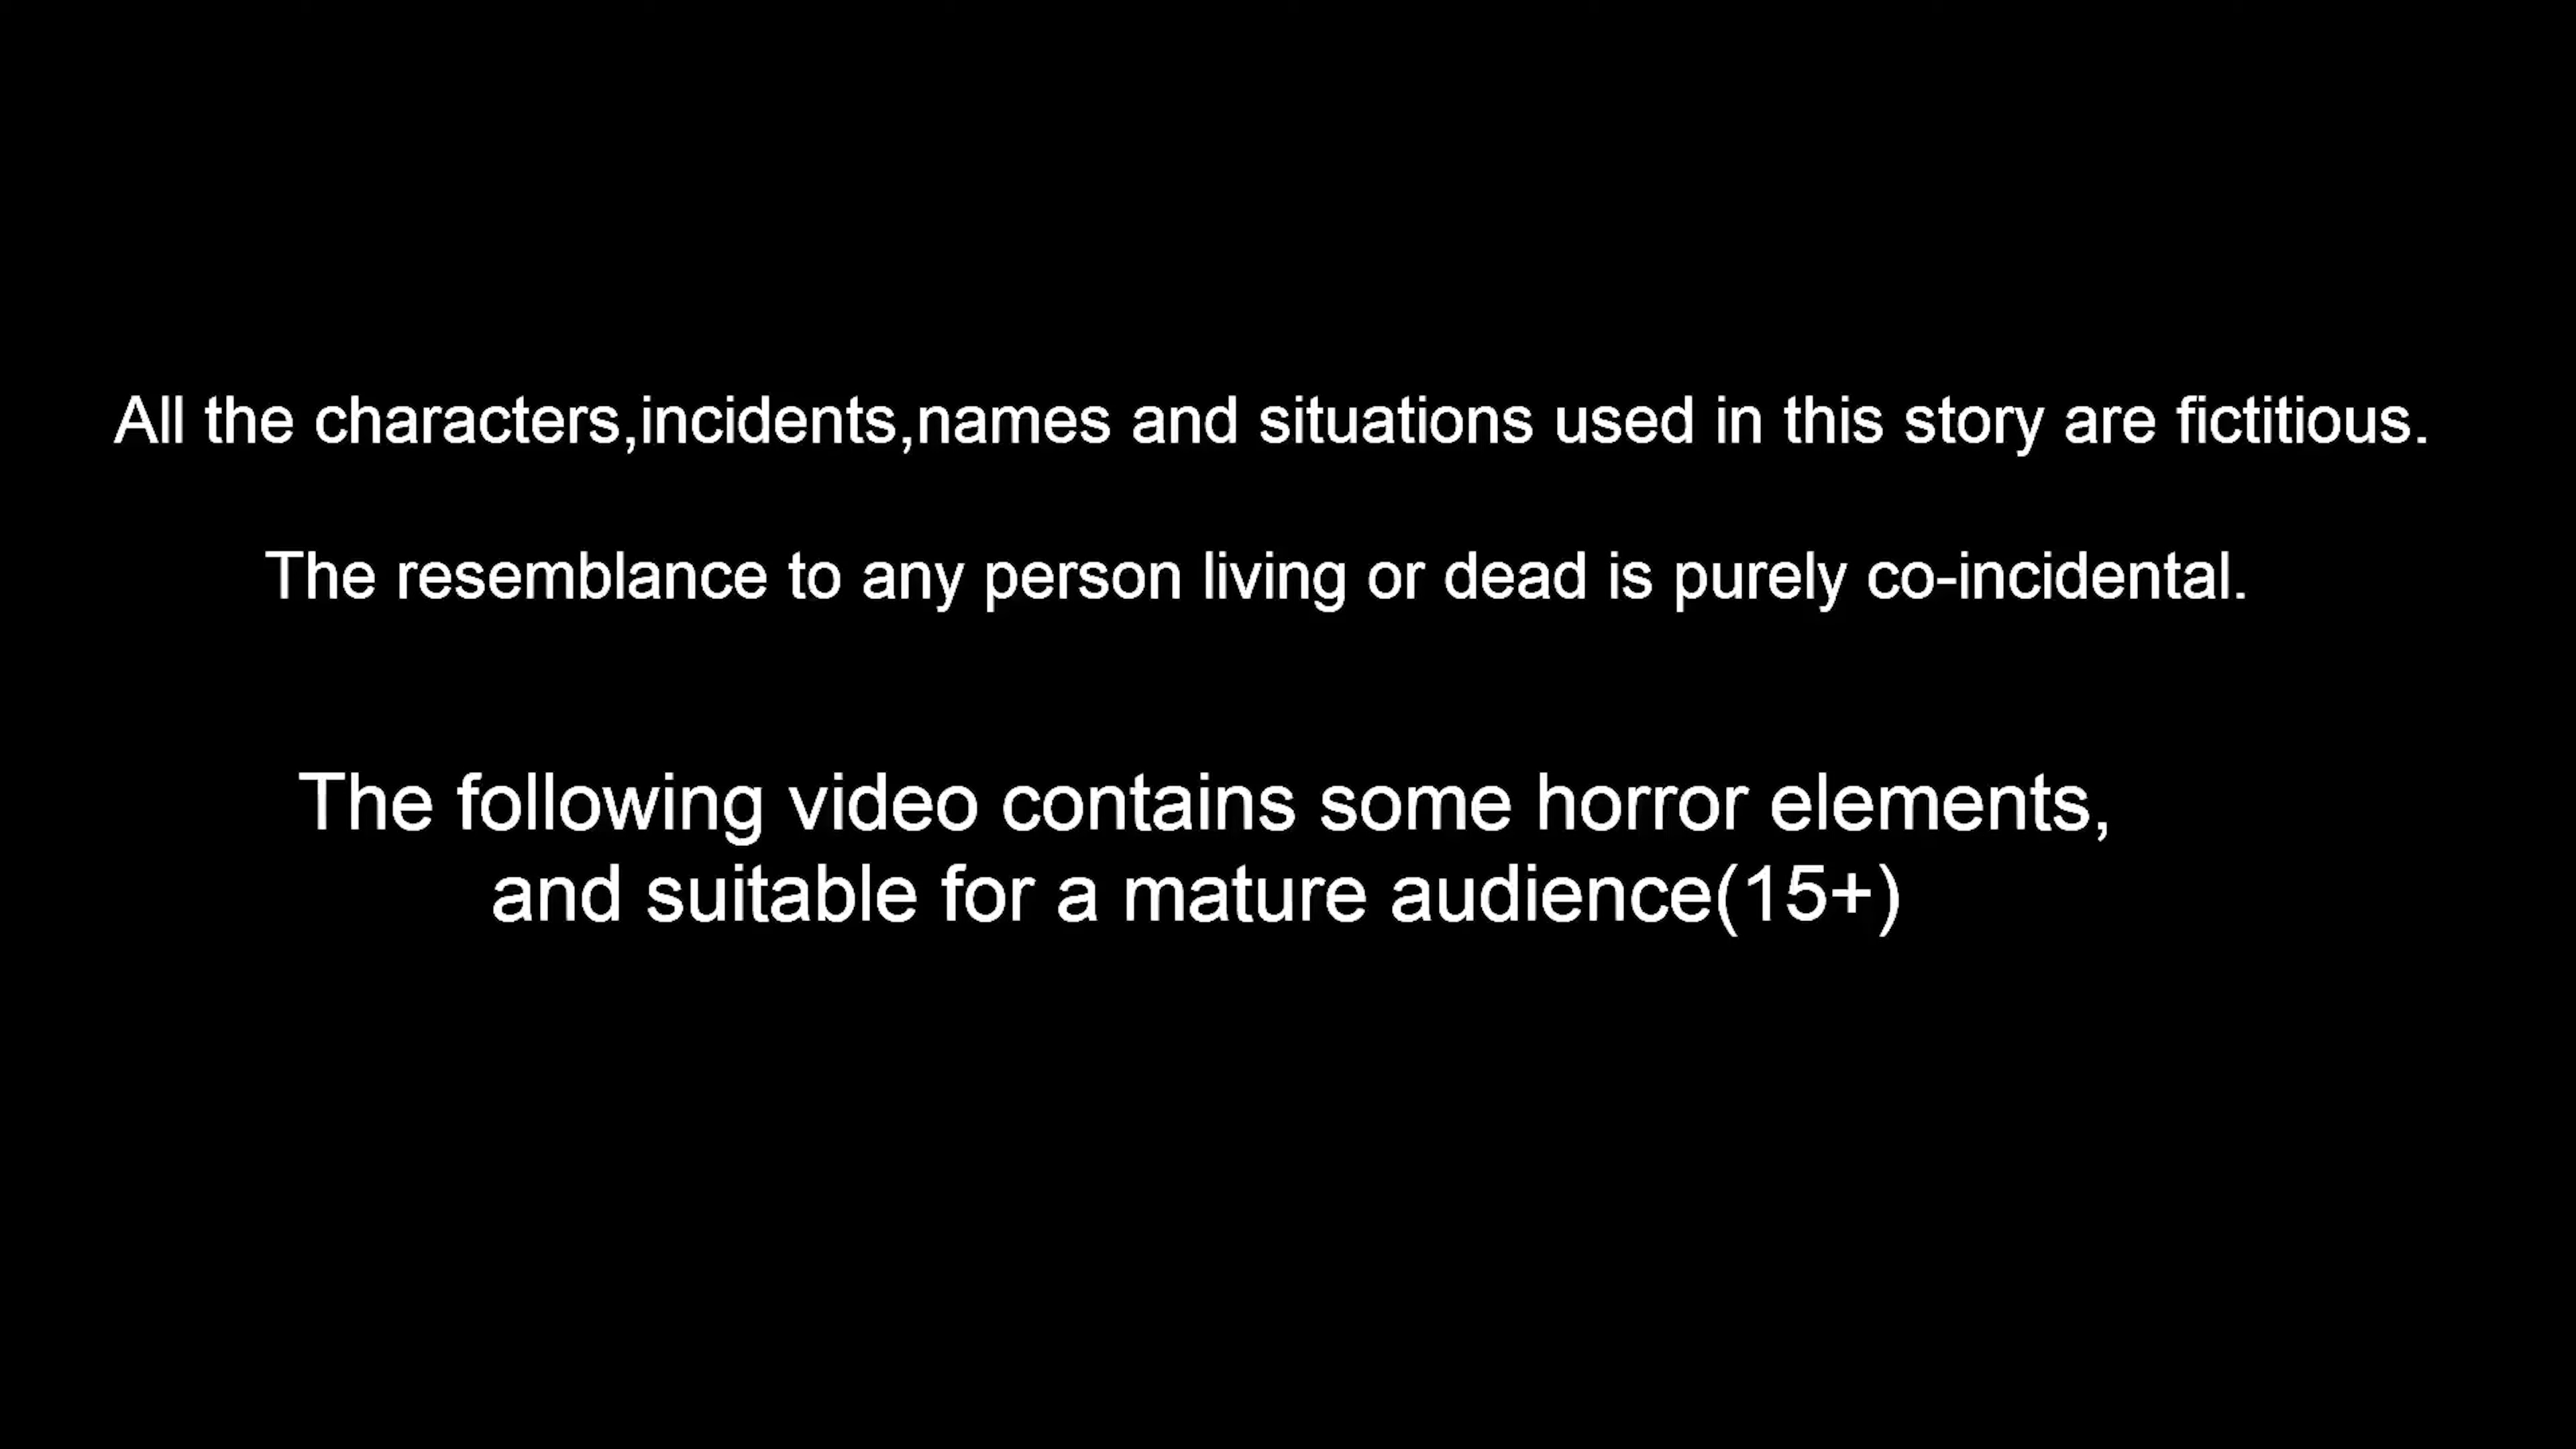 All the characters,incidents,names and situations used in this story are fictitious.
The resemblance to any person living or dead is purely co-incidental.
The following video contains some horror elements,
and suitable for a mature audience(15+)